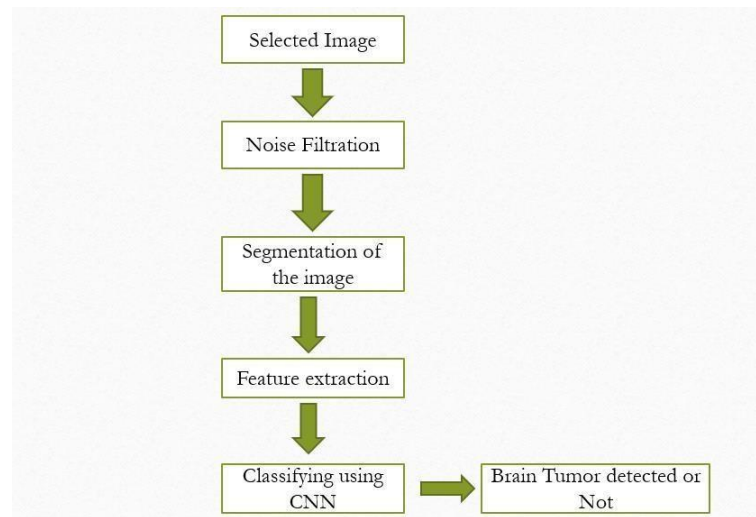 Selected Image
Noise Filtration
Segmentation of
the image
Feature extraction
Classifying using
CNN
Brain Tumor detected or
Not